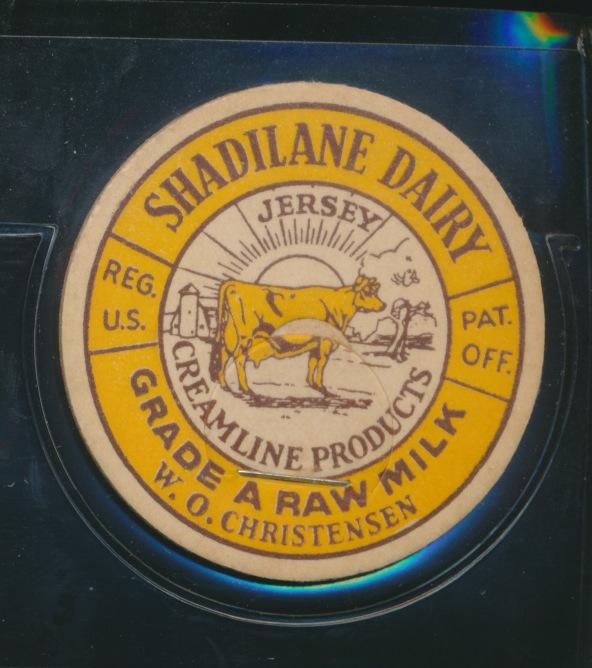 SHADILANE DAIRY
JERSEY
REG.
U.S.
PAT.
OFF.
CREAMLINE PRODUCTS
GRADE A RAW MILK
W. O. CHRISTENSEN